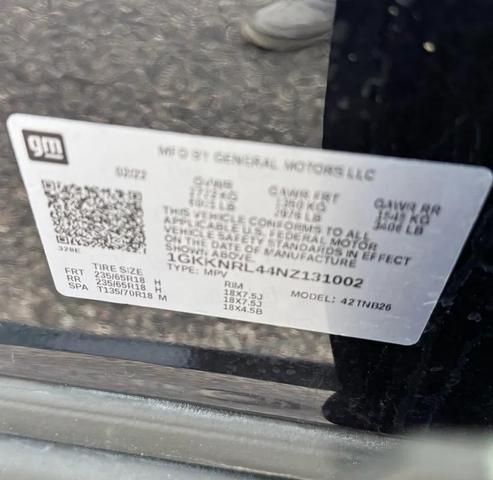 gm
MFD BY GENERAL MOTORS LLC
02/22
GVWR GAWR FRT GAWR RR
KG KG 1545 KG
LB 2976 LB 3406 LB
THIS VEHICLE CONFORMS TO ALL
APPLICABLE U.S. FEDERAL MOTOR
VEHICLE SAFETY STANDARDS IN EFFECT
ON THE DATE OF MANUFACTURE
SHOWN ABOVE.
328E
1GKKNRL44NZ131002
TYPE: MPV
MODEL: 42TNB26
TIRE SIZE RIM
FRT 235/65R18 H 18X7.5J
RR 235/65R18 H 18X7.5J
SPA T135/70R18 M 18X4.5B